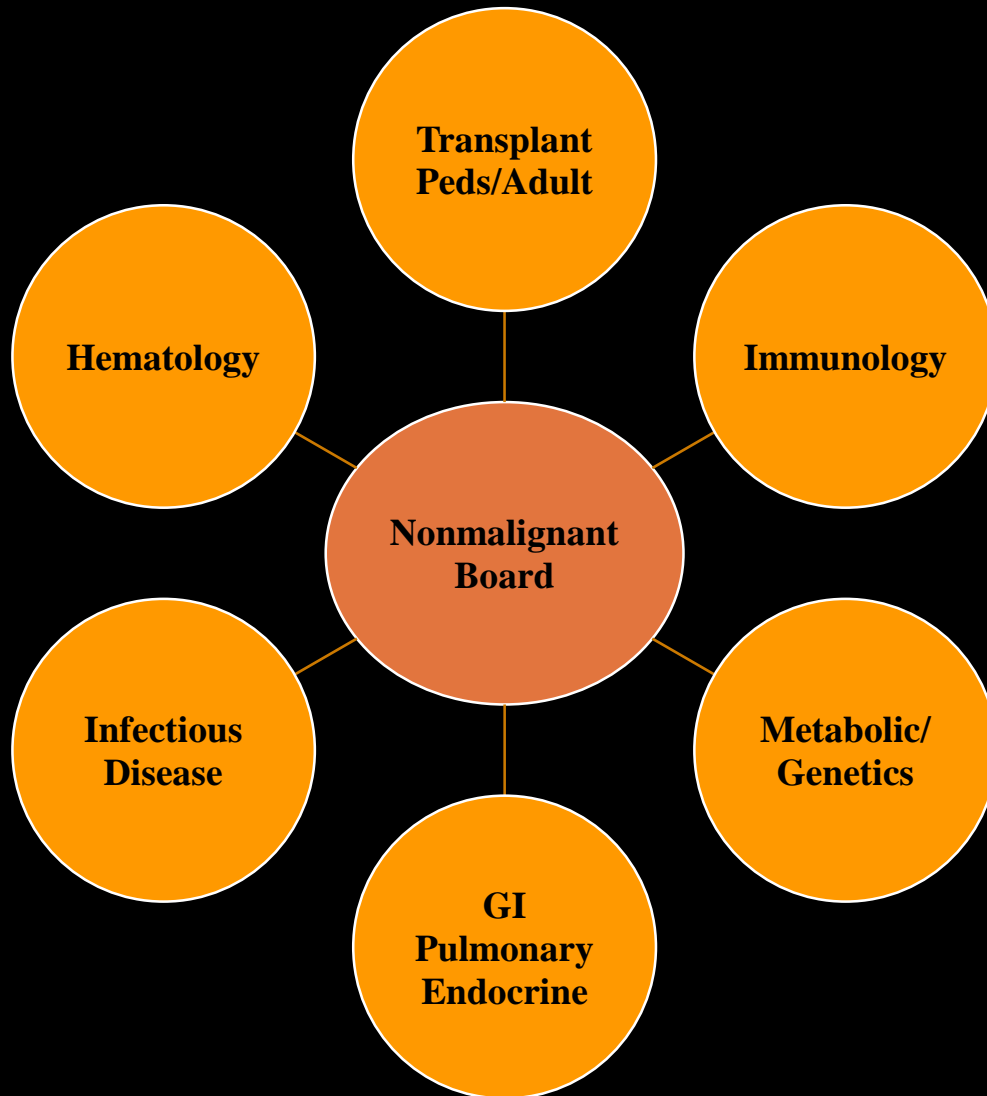 Transplant
Peds/Adult
Hematology
Immunology
Nonmalignant
Board
Infectious
Disease
Metabolic/
Genetics
GI
Pulmonary
Endocrine